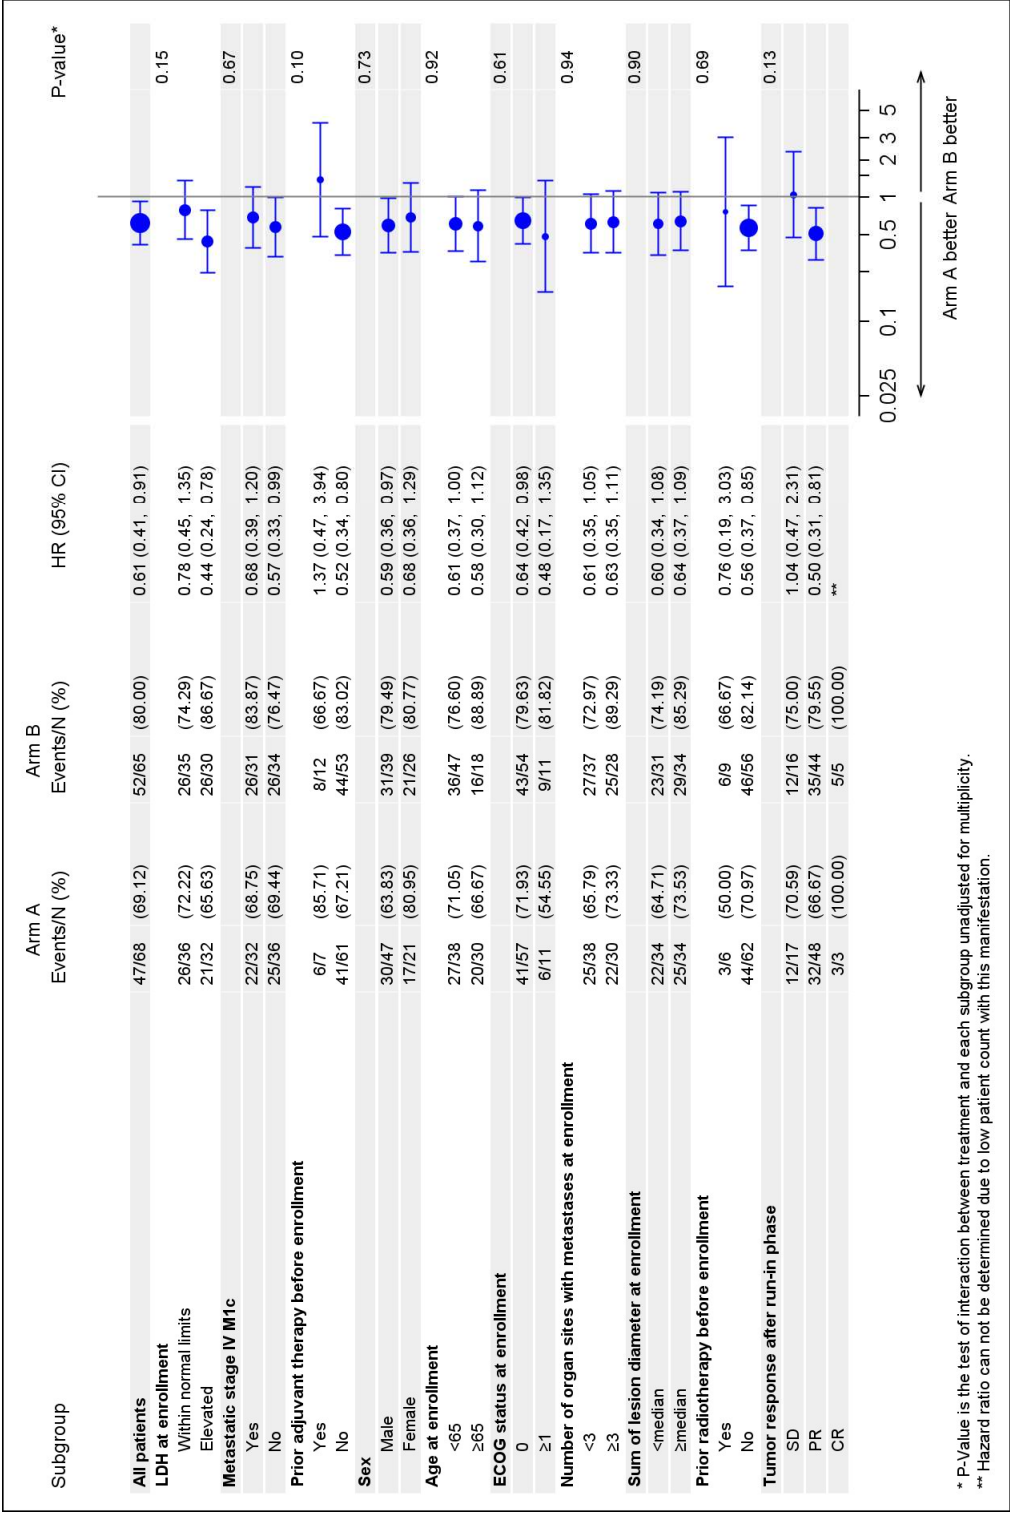 Arm A Arm B
Subgroup Events/N (%) Events/N (%) HR (95% CI) P-value*
All patients 47/68 (69.12) 52/65 (80.00) 0.61 (0.41, 0.91)
LDH at enrollment 0.15
Within normal limits 26/36 (72.22) 26/35 (74.29) 0.78 (0.45, 1.35)
Elevated 21/32 (65.63) 26/30 (86.67) 0.44 (0.24, 0.78)
Metastatic stage IV M1c 0.67
Yes 22/32 (68.75) 26/31 (83.87) 0.68 (0.39, 1.20)
No 25/36 (69.44) 26/34 (76.47) 0.57 (0.33, 0.99)
Prior adjuvant therapy before enrollment 0.10
Yes 6/7 (85.71) 8/12 (66.67) 1.37 (0.47, 3.94)
No 41/61 (67.21) 44/53 (83.02) 0.52 (0.34, 0.80)
Sex 0.73
Male 30/47 (63.83) 31/39 (79.49) 0.59 (0.36, 0.97)
Female 17/21 (80.95) 21/26 (80.77) 0.68 (0.36, 1.29)
Age at enrollment 0.92
<65 27/38 (71.05) 36/47 (76.60) 0.61 (0.37, 1.00)
≥65 20/30 (66.67) 16/18 (88.89) 0.58 (0.30, 1.12)
ECOG status at enrollment 0.61
0 41/57 (71.93) 43/54 (79.63) 0.64 (0.42, 0.98)
≥1 6/11 (54.55) 9/11 (81.82) 0.48 (0.17, 1.35)
Number of organ sites with metastases at enrollment 0.94
<3 25/38 (65.79) 27/37 (72.97) 0.61 (0.35, 1.05)
≥3 22/30 (73.33) 25/28 (89.29) 0.63 (0.35, 1.11)
Sum of lesion diameter at enrollment 0.90
<median 22/34 (64.71) 23/31 (74.19) 0.60 (0.34, 1.08)
≥median 25/34 (73.53) 29/34 (85.29) 0.64 (0.37, 1.09)
Prior radiotherapy before enrollment 0.69
Yes 3/6 (50.00) 6/9 (66.67) 0.76 (0.19, 3.03)
No 44/62 (70.97) 46/56 (82.14) 0.56 (0.37, 0.85)
Tumor response after run-in phase 0.13
SD 12/17 (70.59) 12/16 (75.00) 1.04 (0.47, 2.31)
PR 32/48 (66.67) 35/44 (79.55) 0.50 (0.31, 0.81)
CR 3/3 (100.00) 5/5 (100.00) **
0.025 0.1 0.5 1 2 3 5
Arm A better Arm B better
* P-Value is the test of interaction between treatment and each subgroup unadjusted for multiplicity.
** Hazard ratio can not be determined due to low patient count with this manifestation.